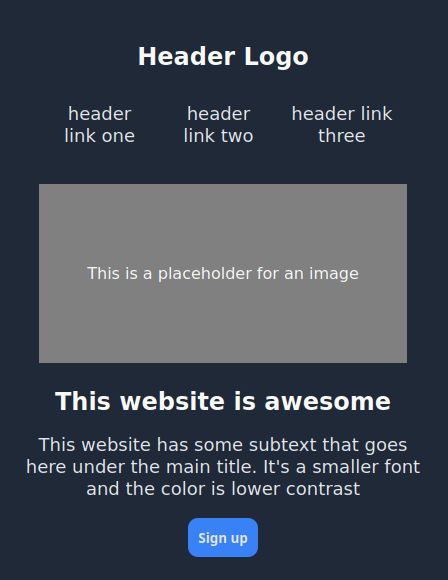 Header Logo
header
link one
header
link two
header link
three
This is a placeholder for an image
This website is awesome
This website has some subtext that goes
here under the main title. It's a smaller font
and the color is lower contrast
Sign up